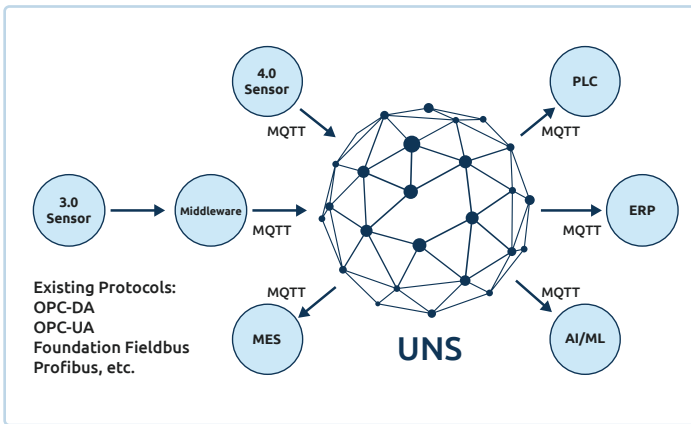 4.0
Sensor
MQTT
PLC
MQTT
3.0
Sensor
Middleware
MQTT
ERP
MQTT
Existing Protocols:
OPC-DA
OPC-UA
Foundation Fieldbus
Profibus, etc.
MQTT
MES
UNS
MQTT
AI/ML